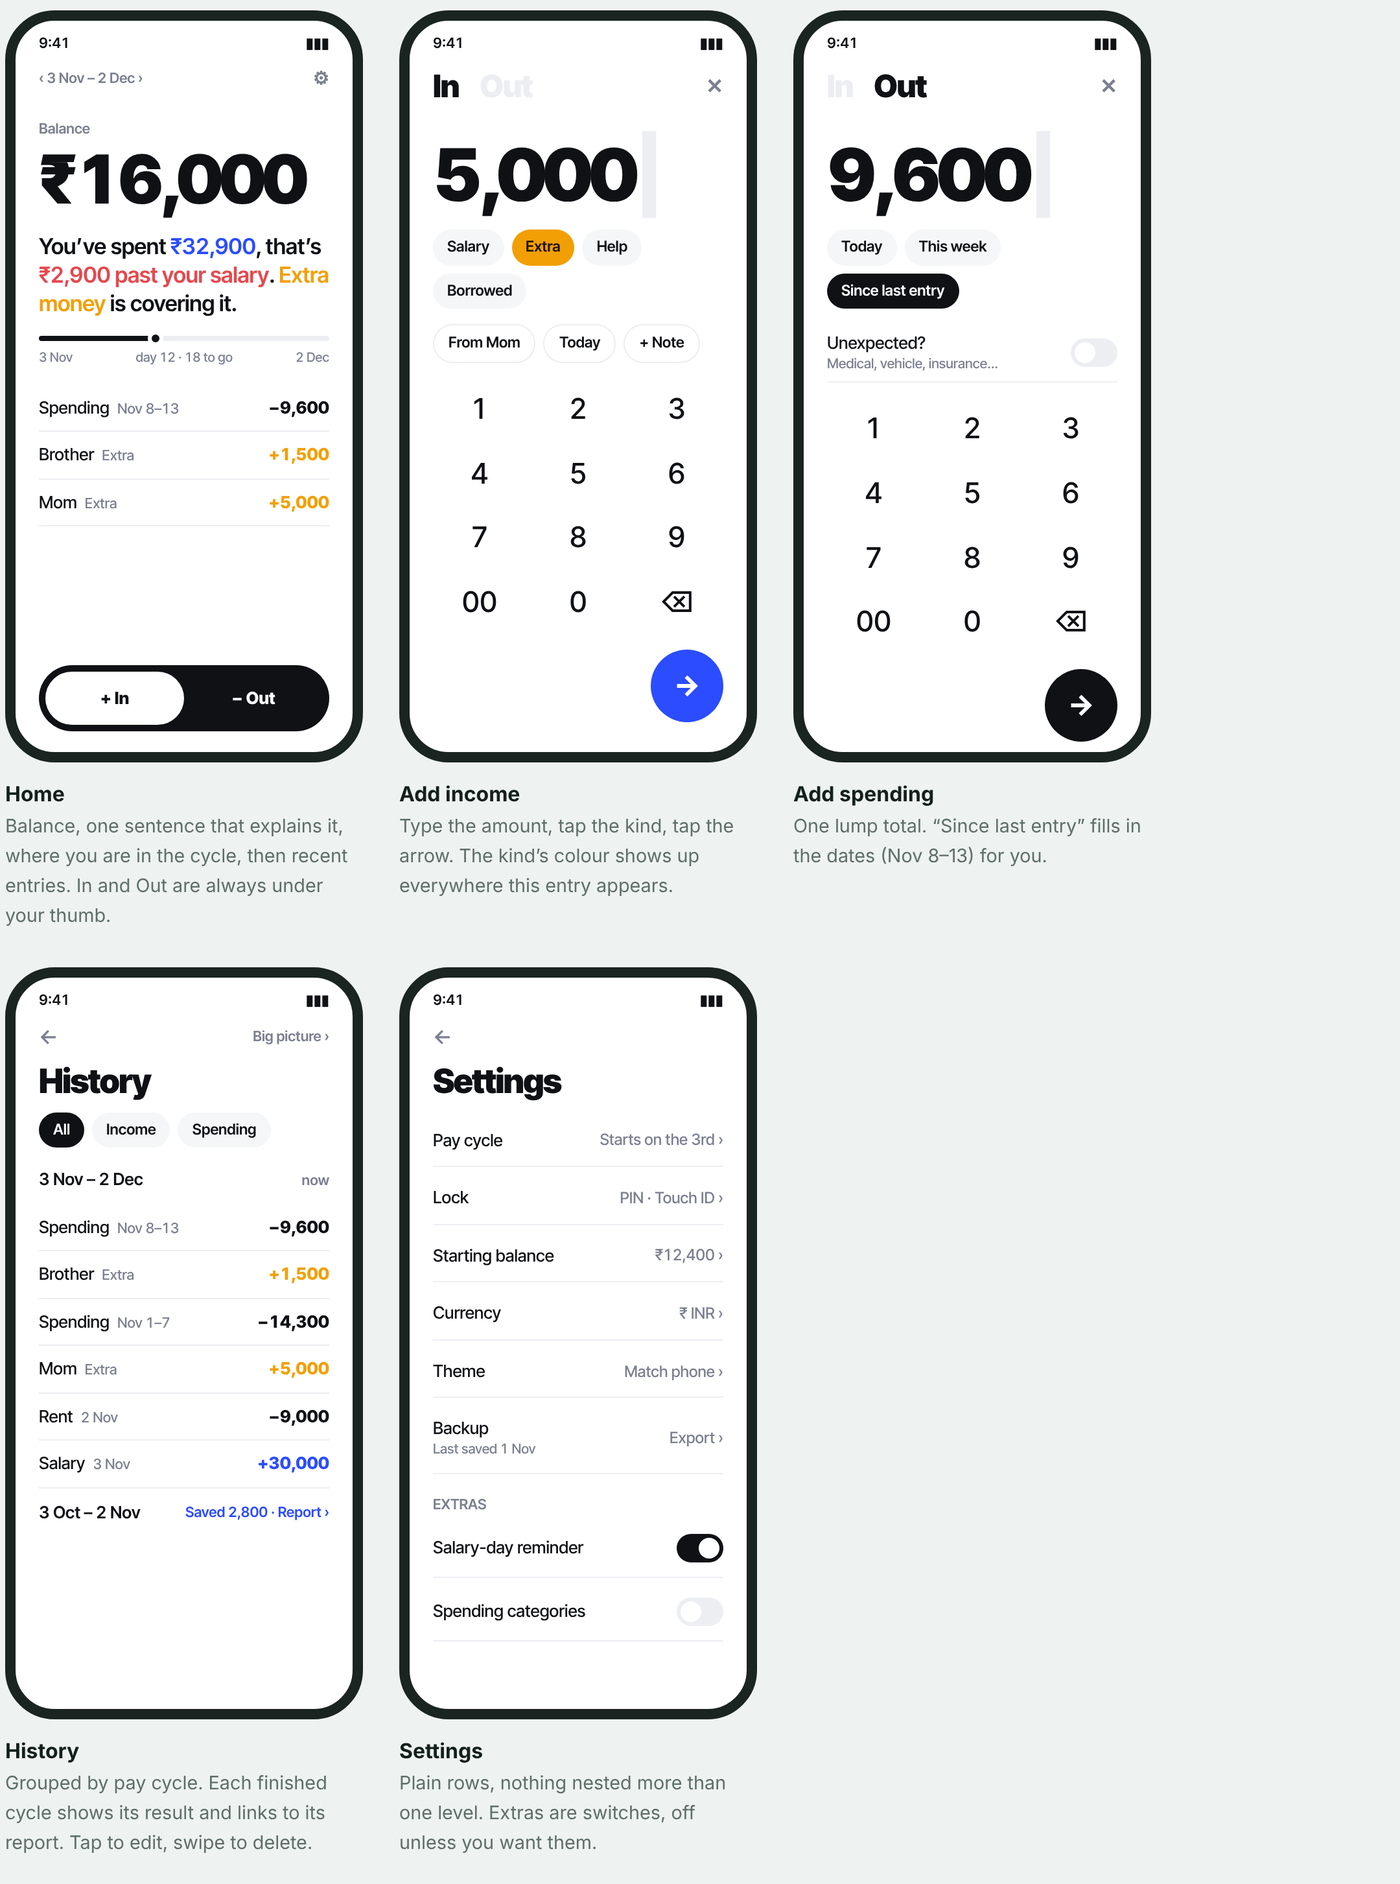 9:41
‹ 3 Nov – 2 Dec ›
Balance
₹16,000
You’ve spent ₹32,900, that’s
₹2,900 past your salary. Extra
money is covering it.
3 Nov day 12 · 18 to go 2 Dec
Spending Nov 8–13 –9,600
Brother Extra +1,500
Mom Extra +5,000
+ In – Out
Home
Balance, one sentence that explains it,
where you are in the cycle, then recent
entries. In and Out are always under
your thumb.
9:41
In Out ×
5,000
Salary Extra Help
Borrowed
From Mom Today + Note
1 2 3
4 5 6
7 8 9
00 0
Add income
Type the amount, tap the kind, tap the
arrow. The kind’s colour shows up
everywhere this entry appears.
9:41
In Out ×
9,600
Today This week
Since last entry
Unexpected?
Medical, vehicle, insurance...
1 2 3
4 5 6
7 8 9
00 0
Add spending
One lump total. “Since last entry” fills in
the dates (Nov 8–13) for you.
9:41
← Big picture ›
History
All Income Spending
3 Nov – 2 Dec now
Spending Nov 8–13 –9,600
Brother Extra +1,500
Spending Nov 1–7 –14,300
Mom Extra +5,000
Rent 2 Nov –9,000
Salary 3 Nov +30,000
3 Oct – 2 Nov Saved 2,800 · Report ›
History
Grouped by pay cycle. Each finished
cycle shows its result and links to its
report. Tap to edit, swipe to delete.
9:41
←
Settings
Pay cycle Starts on the 3rd ›
Lock PIN · Touch ID ›
Starting balance ₹12,400 ›
Currency ₹ INR ›
Theme Match phone ›
Backup Export ›
Last saved 1 Nov
EXTRAS
Salary-day reminder
Spending categories
Settings
Plain rows, nothing nested more than
one level. Extras are switches, off
unless you want them.